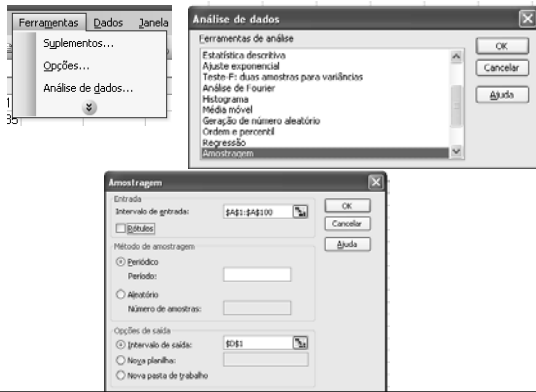 Ferramentas Dados Janela
Suplementos...
Opções...
Análise de dados...
Análise de dados
Ferramentas de análise
OK
Estatística descritiva
Ajuste exponencial
Cancelar
Teste-F: duas amostras para variâncias
Análise de Fourier
Histograma
Ajuda
Média móvel
Geração de número aleatório
Ordem e percentil
Regressão
Amostragem
Amostragem
Entrada
Intervalo de entrada: $A$1:$A$100
OK
Rótulos
Cancelar
Ajuda
Método de amostragem
Periódico
Período:
Aleatório
Número de amostras:
Opções de saída
Intervalo de saída: $D$1
Nova planilha:
Nova pasta de trabalho